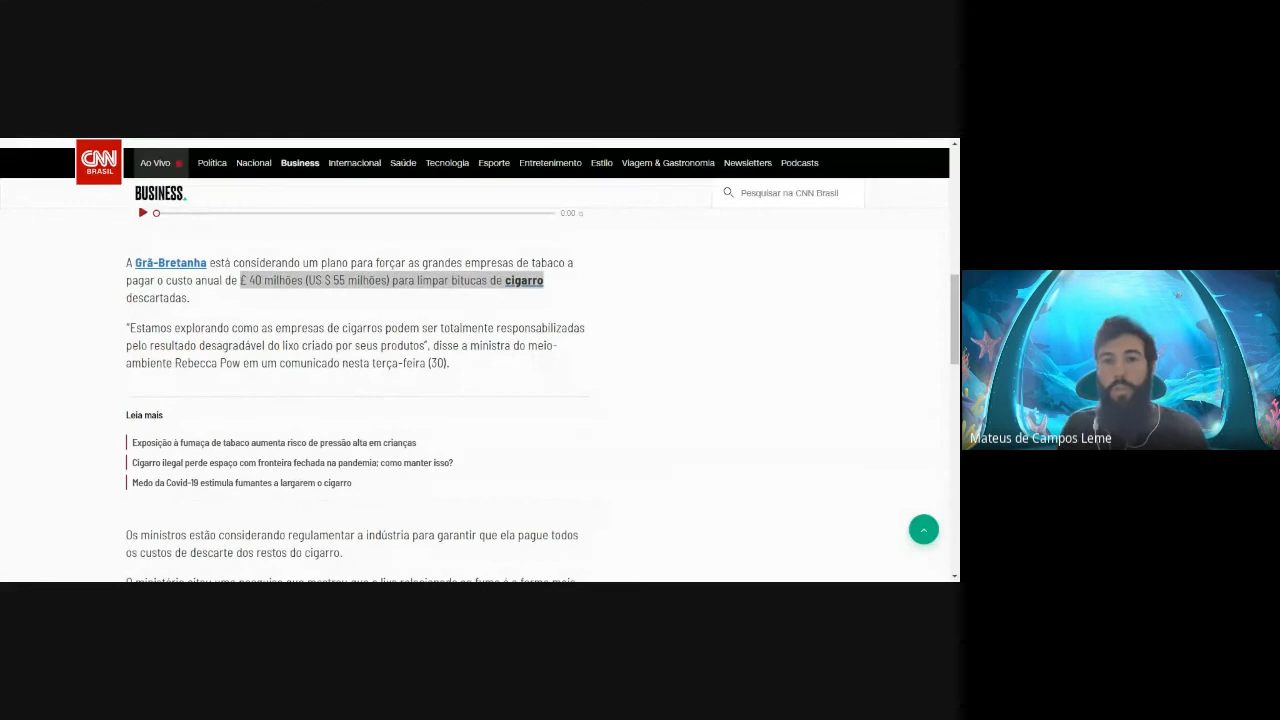 CNN
BRASIL
Ao Vivo
Política
Nacional
Business
Internacional
Saúde
Tecnologia
Esporte
Entretenimento
Estilo
Viagem & Gastronomia
Newsletters
Podcasts
BUSINESS.
Pesquisar na CNN Brasil
0:00
A Grã-Bretanha está considerando um plano para forçar as grandes empresas de tabaco a
pagar o custo anual de £ 40 milhões (US $ 55 milhões) para limpar bitucas de cigarro
descartadas.
“Estamos explorando como as empresas de cigarros podem ser totalmente responsabilizadas
pelo resultado desagradável do lixo criado por seus produtos”, disse a ministra do meio-
ambiente Rebecca Pow em um comunicado nesta terça-feira (30).
Leia mais
Exposição à fumaça de tabaco aumenta risco de pressão alta em crianças
Cigarro ilegal perde espaço com fronteira fechada na pandemia; como manter isso?
Medo da Covid-19 estimula fumantes a largarem o cigarro
Os ministros estão considerando regulamentar a indústria para garantir que ela pague todos
os custos de descarte dos restos do cigarro.
Mateus de Campos Leme